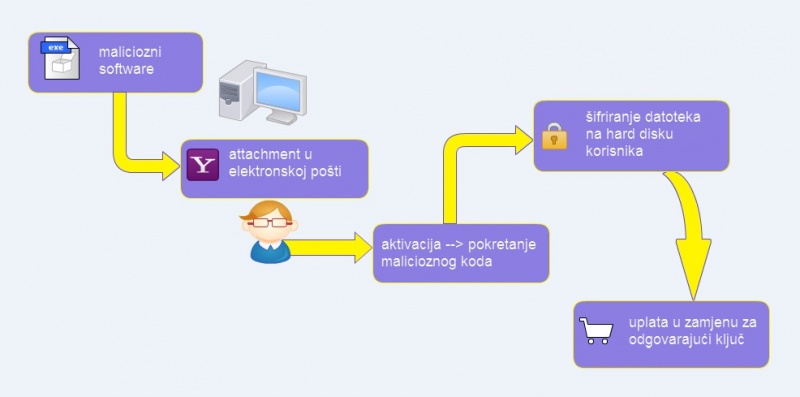 exe
maliciozni
software
Y
attachment u
elektronskoj pošti
aktivacija --> pokretanje
malicioznog koda
šifriranje datoteka
na hard disku
korisnika
uplata u zamjenu za
odgovarajući ključ